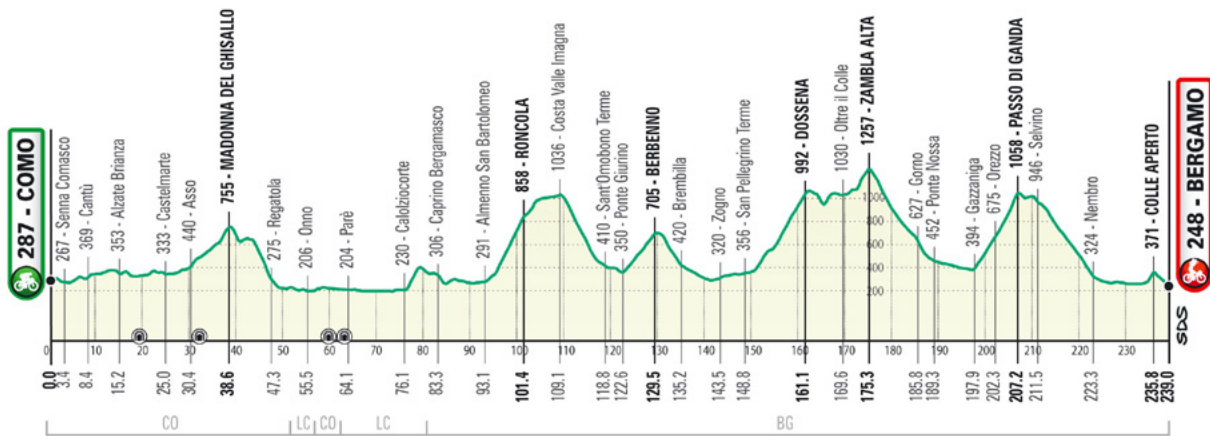 287 - COMO
267 - Senna Comasco
369 - Cantù
353 - Alzate Brianza
333 - Castelmarte
440 - Asso
755 - MADONNA DEL GHISALLO
275 - Regatola
206 - Onno
204 - Parè
230 - Calolziocorte
306 - Caprino Bergamasco
291 - Almenno San Bartolomeo
858 - RONCOLA
1036 - Costa Valle Imagna
410 - Sant'Omobono Terme
350 - Ponte Giurino
705 - BERBENNO
420 - Brembilla
320 - Zogno
356 - San Pellegrino Terme
992 - DOSSENA
1030 - Oltre il Colle
1257 - ZAMBLA ALTA
627 - Gorno
452 - Ponte Nossa
394 - Gazzaniga
675 - Orezzo
1058 - PASSO DI GANDA
946 - Selvino
324 - Nembro
371 - COLLE APERTO
248 - BERGAMO
1000
800
600
400
200
SDS
0 10 20 30 40 50 60 70 80 90 100 110 120 130 140 150 160 170 180 190 200 210 220 230
0.0 3.4 8.4 15.2 25.0 30.4 38.6 47.3 55.5 64.1 76.1 83.3 93.1 101.4 109.1 118.9 122.6 129.5 135.2 143.5 148.8 161.1 169.6 175.3 185.8 189.3 197.9 202.3 207.2 211.5 223.3 235.8 239.0
CO LC CO LC BG